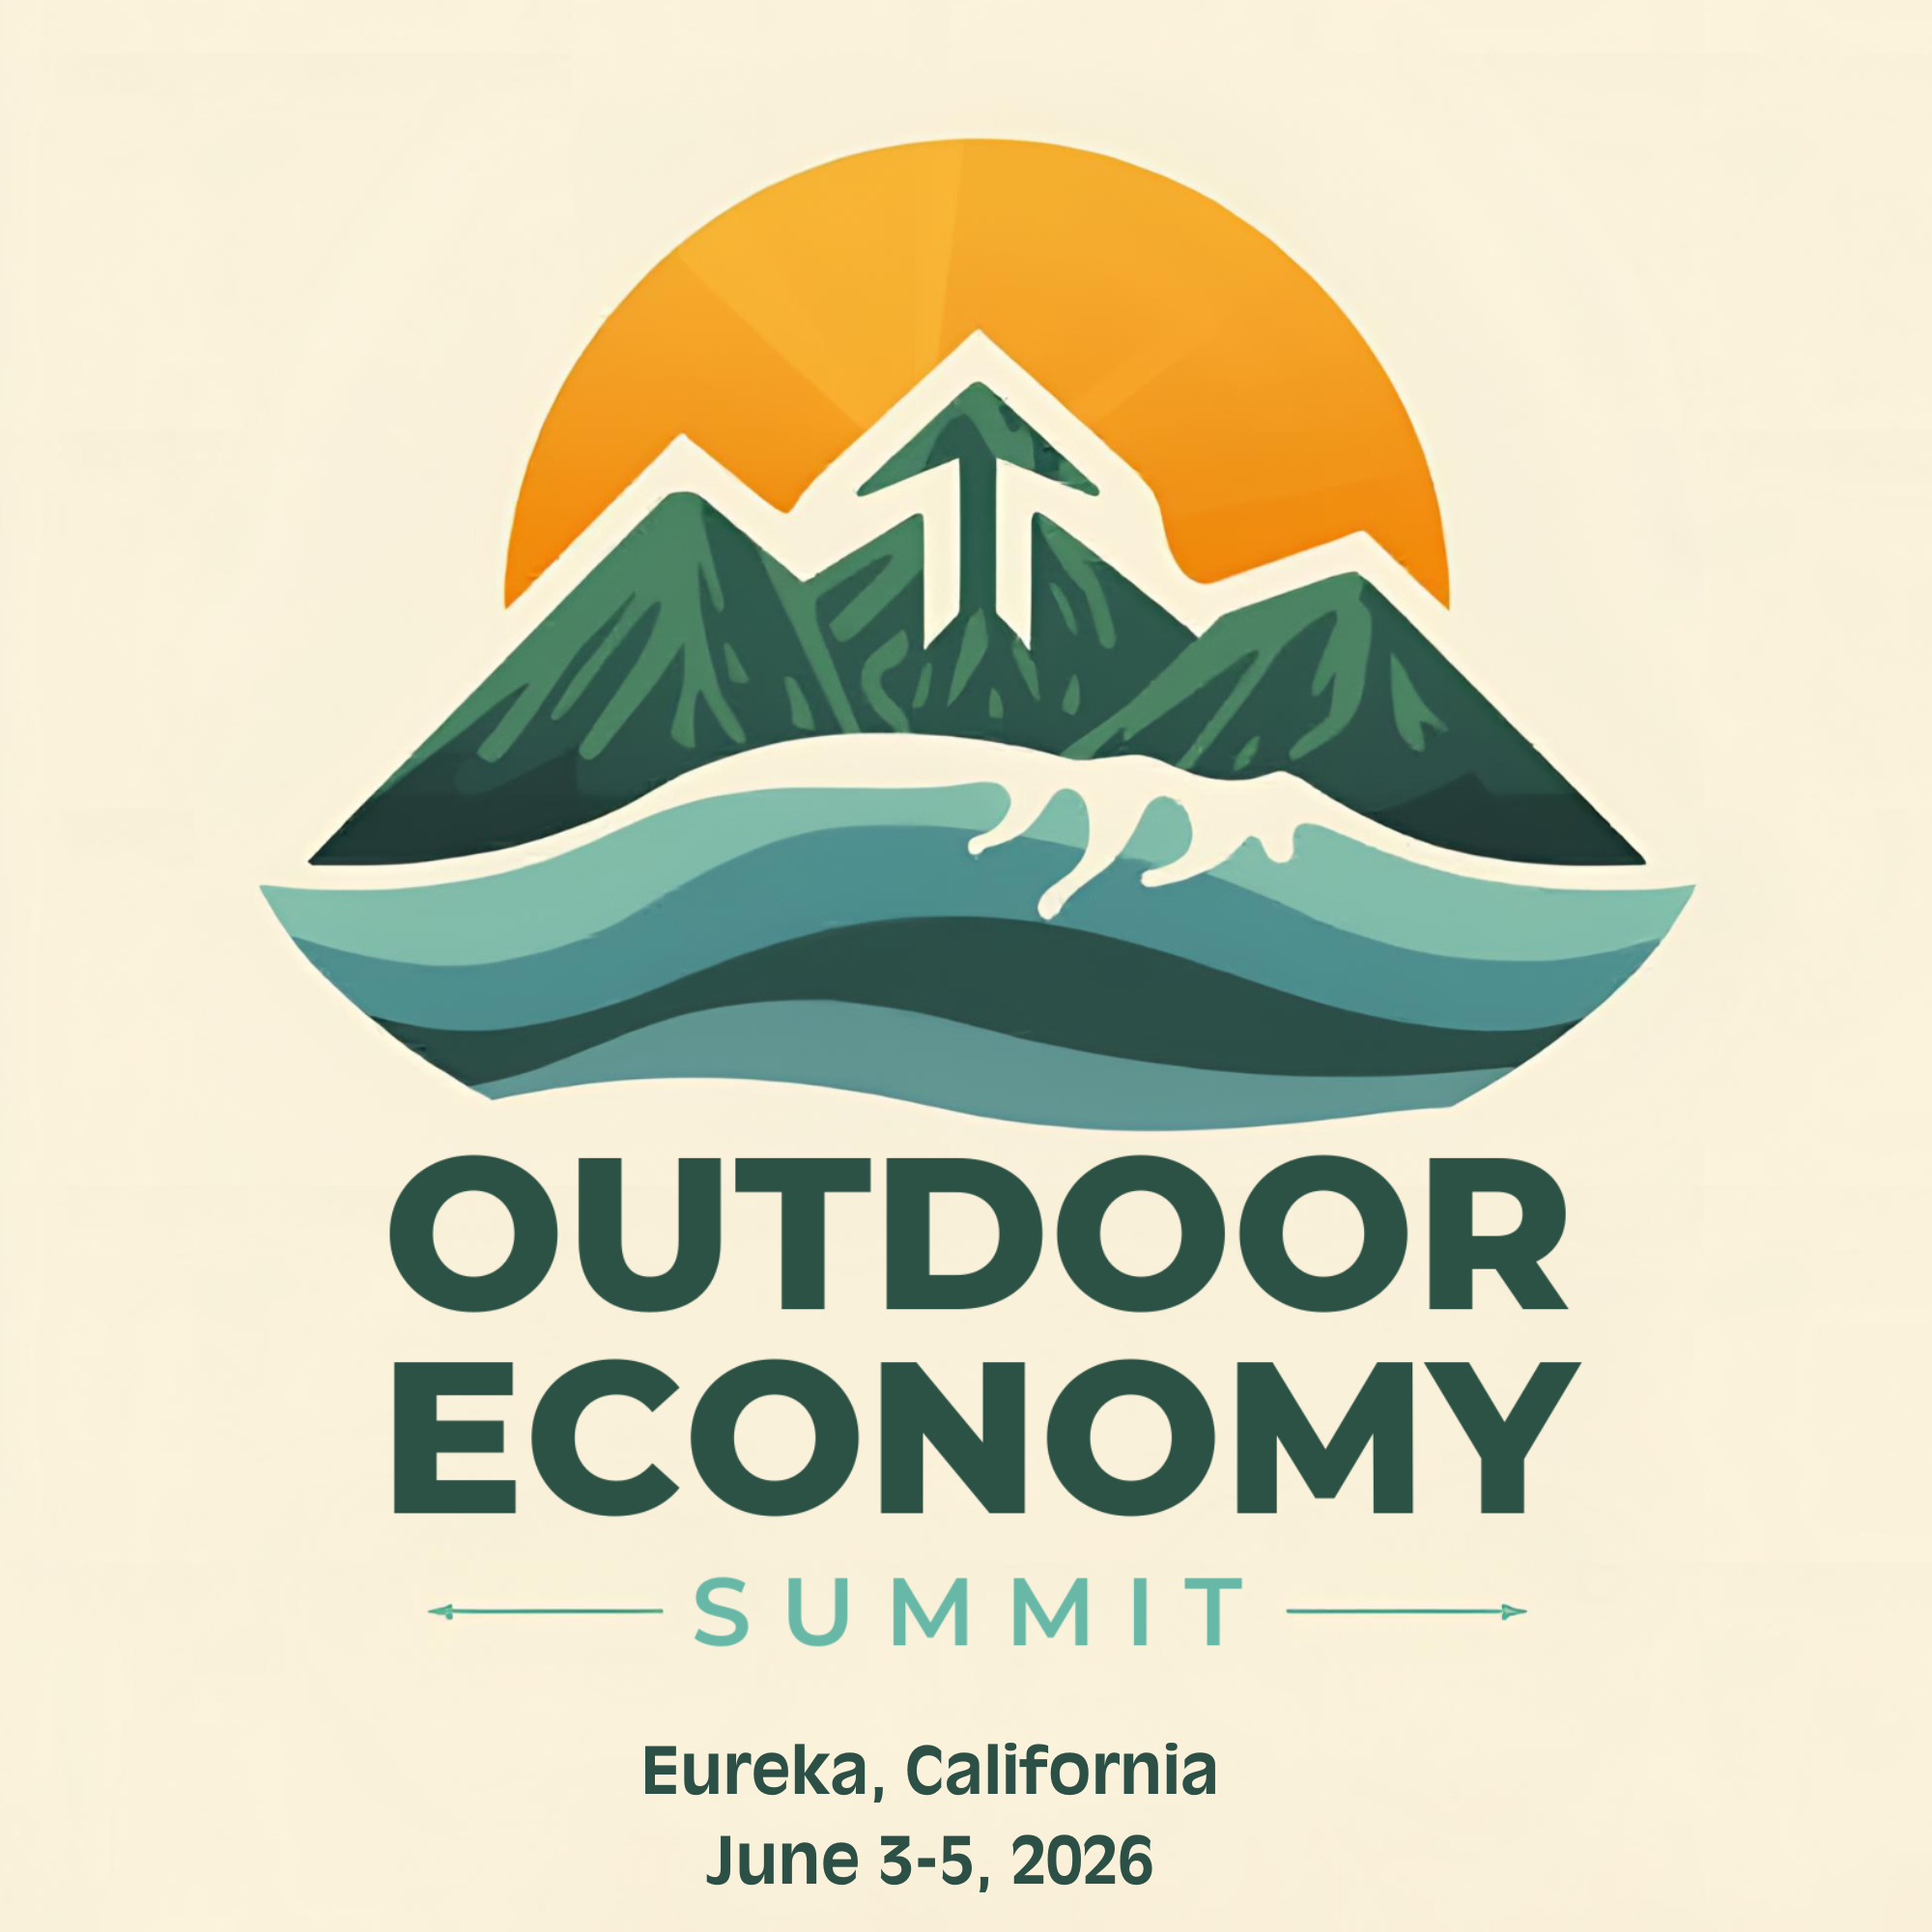 OUTDOOR
ECONOMY
SUMMIT
Eureka, California
June 3-5, 2026